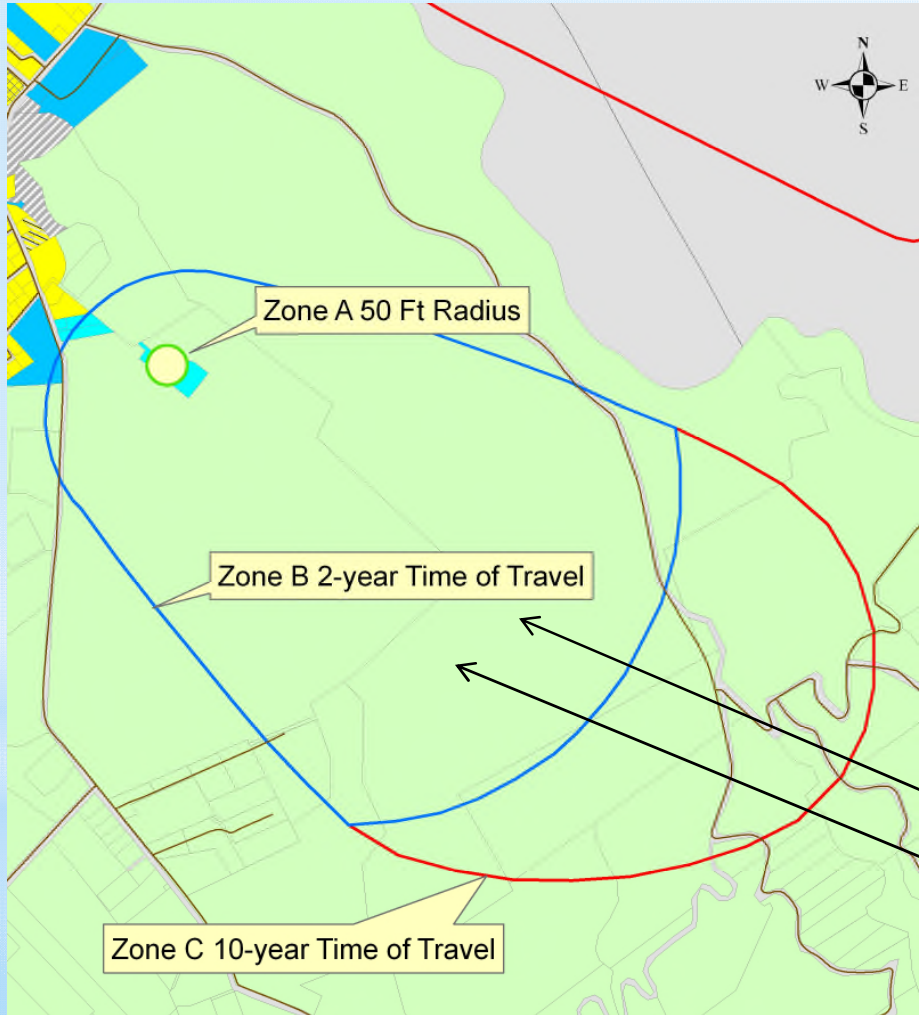 N
W E
S
Zone A 50 Ft Radius
Zone B 2-year Time of Travel
Zone C 10-year Time of Travel